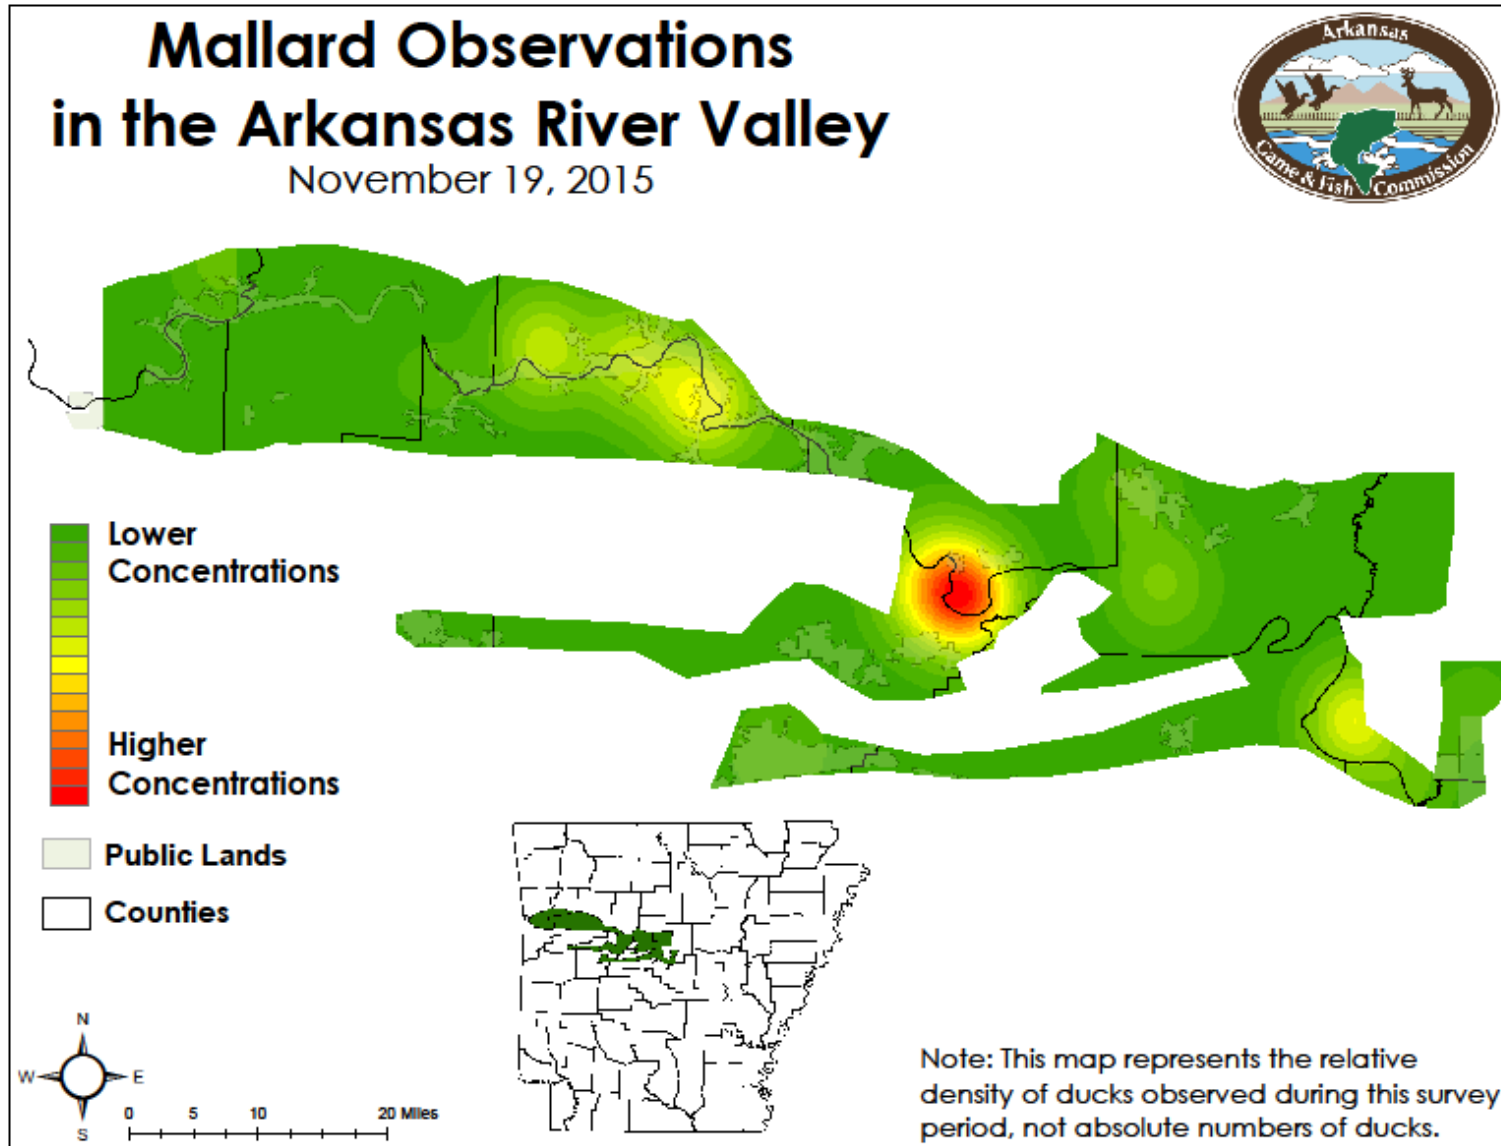 Mallard Observations
in the Arkansas River Valley
November 19, 2015
Arkansas
Game & Fish Commission
Lower
Concentrations
Higher
Concentrations
Public Lands
Counties
N
W E
S
0 5 10 20 Miles
Note: This map represents the relative
density of ducks observed during this survey
period, not absolute numbers of ducks.